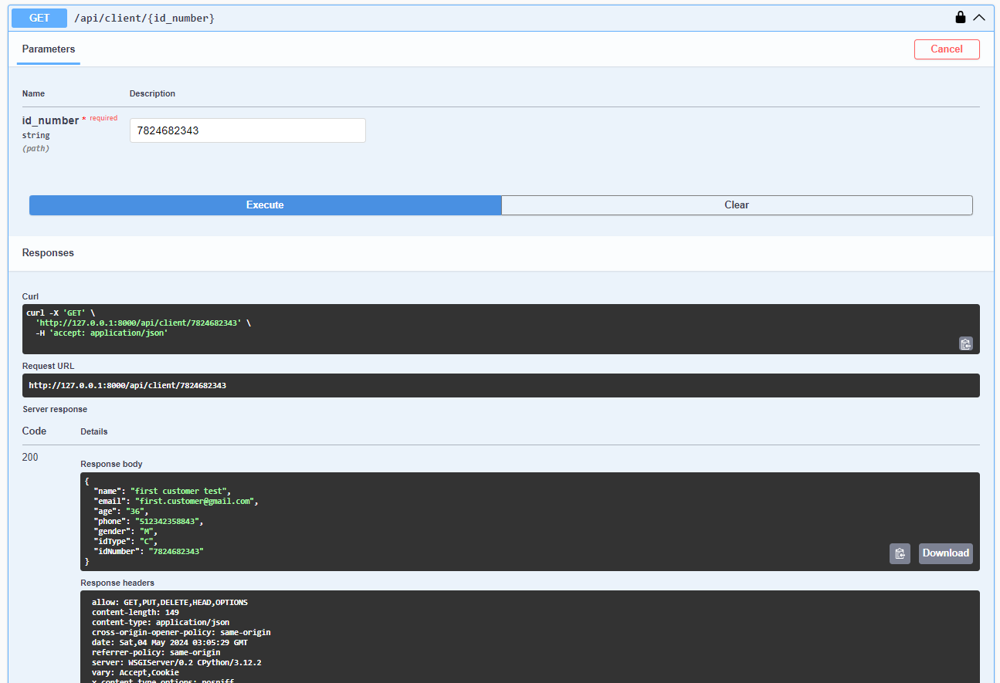 GET /api/client/{id_number}
Parameters
Cancel
Name Description
id_number * required
string
(path)
7824682343
Execute Clear
Responses
Curl
curl -X 'GET' \
'http://127.0.0.1:8000/api/client/7824682343' \
-H 'accept: application/json'
Request URL
http://127.0.0.1:8000/api/client/7824682343
Server response
Code Details
200
Response body
{
"name": "first customer test",
"email": "first.customer@gmail.com",
"age": "36",
"phone": "512342358843",
"gender": "M",
"idType": "C",
"idNumber": "7824682343"
}
Download
Response headers
allow: GET,PUT,DELETE,HEAD,OPTIONS
content-length: 149
content-type: application/json
cross-origin-opener-policy: same-origin
date: Sat,04 May 2024 03:05:29 GMT
referrer-policy: same-origin
server: WSGIServer/0.2 CPython/3.12.2
vary: Accept,Cookie
x-content-type-options: nosniff